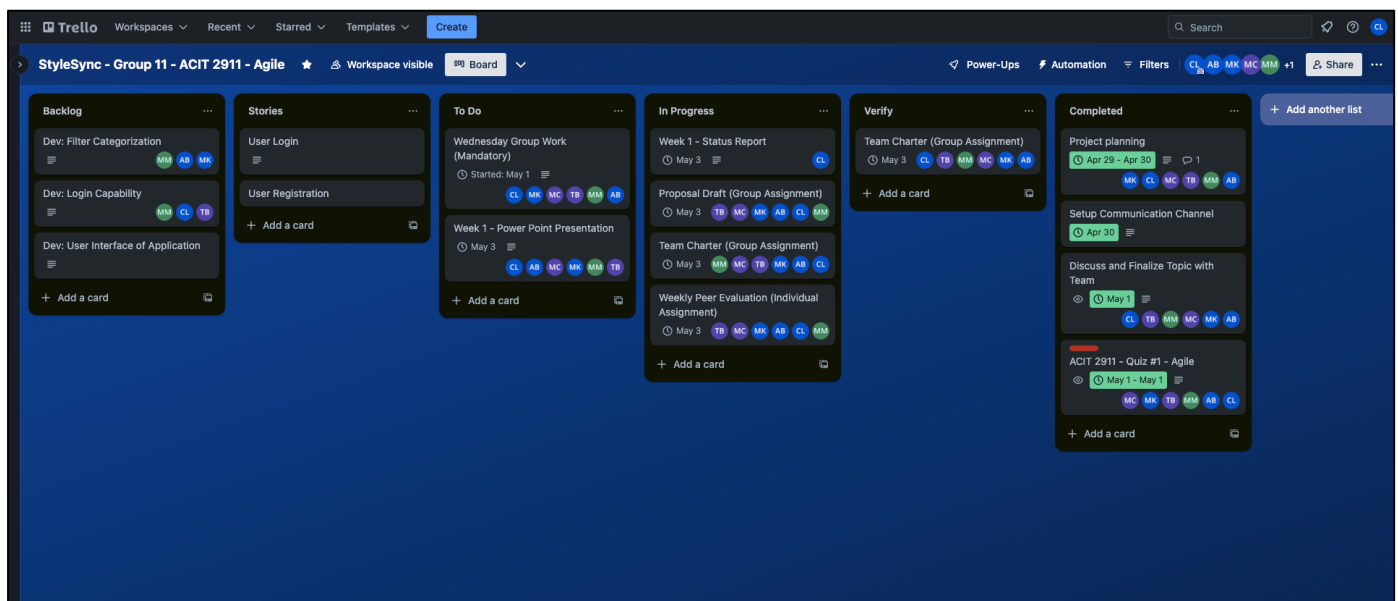 Trello Workspaces Recent Starred Templates Create Search CL
StyleSync - Group 11 - ACIT 2911 - Agile Workspace visible Board Power-Ups Automation Filters CL AB MK MC MM +1 Share
Backlog
Dev: Filter Categorization
MM AB MK
Dev: Login Capability
MM CL TB
Dev: User Interface of Application
+ Add a card
Stories
User Login
User Registration
+ Add a card
To Do
Wednesday Group Work
(Mandatory)
Started: May 1
CL MK MC TB MM AB
Week 1 - Power Point Presentation
May 3
CL AB MC MK MM TB
+ Add a card
In Progress
Week 1 - Status Report
May 3 CL
Proposal Draft (Group Assignment)
May 3 TB MC MK AB CL MM
Team Charter (Group Assignment)
May 3 MM MC TB MK AB CL
Weekly Peer Evaluation (Individual
Assignment)
May 3 TB MC MK AB CL MM
+ Add a card
Verify
Team Charter (Group Assignment)
May 3 CL TB MM MC MK AB
+ Add a card
Completed
Project planning
Apr 29 - Apr 30 1
MK CL MC TB MM AB
Setup Communication Channel
Apr 30
Discuss and Finalize Topic with
Team
May 1
CL TB MM MC MK AB
ACIT 2911 - Quiz #1 - Agile
May 1 - May 1
MC MK TB MM AB CL
+ Add a card
+ Add another list